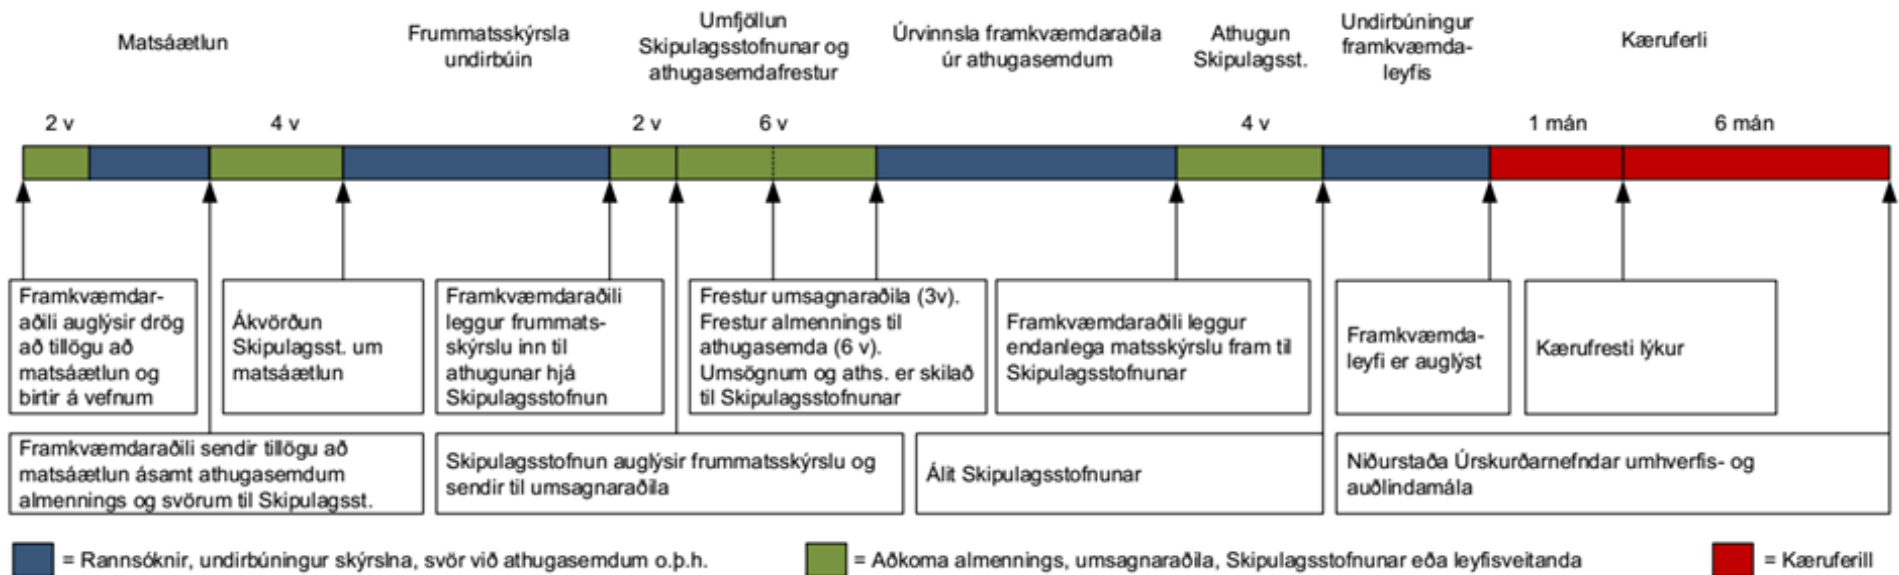 Matsáætlun
Frummatsskýrsla
undirbúin
Umfjöllun
Skipulagsstofnunar og
athugasemdafrestur
Úrvinnsla framkvæmdaraðila
úr athugasemdum
Athugun
Skipulagsst.
Undirbúningur
framkvæmda-
leyfis
Kæruferli
2 v
4 v
2 v
6 v
4 v
1 mán
6 mán
Framkvæmdar-
aðili auglýsir drög
að tillögu að
matsáætlun og
birtir á vefnum
Ákvörðun
Skipulagsst. um
matsáætlun
Framkvæmdaraðili
leggur frummats-
skýrslu inn til
athugunar hjá
Skipulagsstofnun
Frestur umsagnaraðila (3v).
Frestur almennings til
athugasemda (6 v).
Umsögnum og aths. er skilað
til Skipulagsstofnunar
Framkvæmdaraðili leggur
endanlega matsskýrslu fram til
Skipulagsstofnunar
Framkvæmda-
leyfi er auglýst
Kærufresti lýkur
Framkvæmdaraðili sendir tillögu að
matsáætlun ásamt athugasemdum
almennings og svörum til Skipulagsst.
Skipulagsstofnun auglýsir frummatsskýrslu og
sendir til umsagnaraðila
Álit Skipulagsstofnunar
Niðurstaða Úrskurðarnefndar umhverfis- og
auðlindamála
= Rannsóknir, undirbúningur skýrslna, svör við athugasemdum o.þ.h.
= Aðkoma almennings, umsagnaraðila, Skipulagsstofnunar eða leyfisveitanda
= Kæruferill